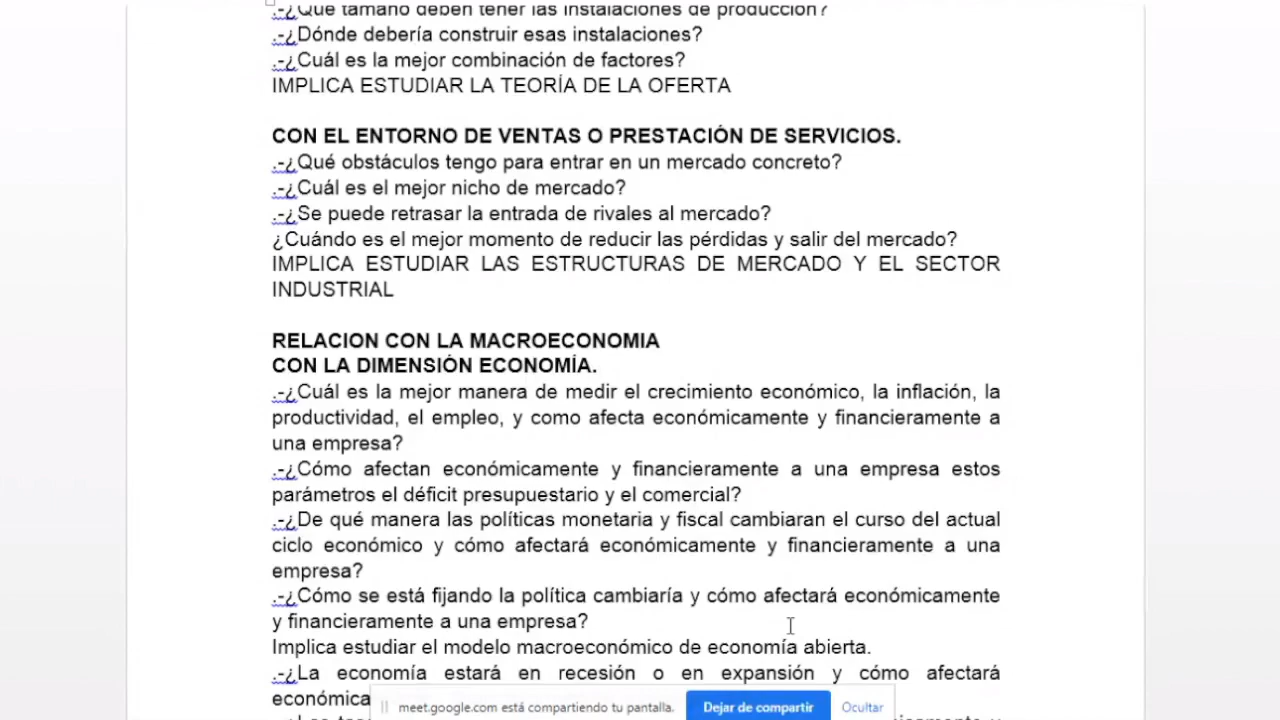 .-¿Qué tamaño deben tener las instalaciones de producción?
.-¿Dónde debería construir esas instalaciones?
.-¿Cuál es la mejor combinación de factores?
IMPLICA ESTUDIAR LA TEORÍA DE LA OFERTA
CON EL ENTORNO DE VENTAS O PRESTACIÓN DE SERVICIOS.
.-¿Qué obstáculos tengo para entrar en un mercado concreto?
.-¿Cuál es el mejor nicho de mercado?
.-¿Se puede retrasar la entrada de rivales al mercado?
¿Cuándo es el mejor momento de reducir las pérdidas y salir del mercado?
IMPLICA ESTUDIAR LAS ESTRUCTURAS DE MERCADO Y EL SECTOR
INDUSTRIAL
RELACION CON LA MACROECONOMIA
CON LA DIMENSIÓN ECONOMÍA.
.-¿Cuál es la mejor manera de medir el crecimiento económico, la inflación, la
productividad, el empleo, y como afecta económicamente y financieramente a
una empresa?
.-¿Cómo afectan económicamente y financieramente a una empresa estos
parámetros el déficit presupuestario y el comercial?
.-¿De qué manera las políticas monetaria y fiscal cambiaran el curso del actual
ciclo económico y cómo afectará económicamente y financieramente a una
empresa?
.-¿Cómo se está fijando la política cambiaría y cómo afectará económicamente
y financieramente a una empresa?
Implica estudiar el modelo macroeconómico de economía abierta.
.-¿La economía estará en recesión o en expansión y cómo afectará
económica
meet.google.com está compartiendo tu pantalla. Dejar de compartir Ocultar